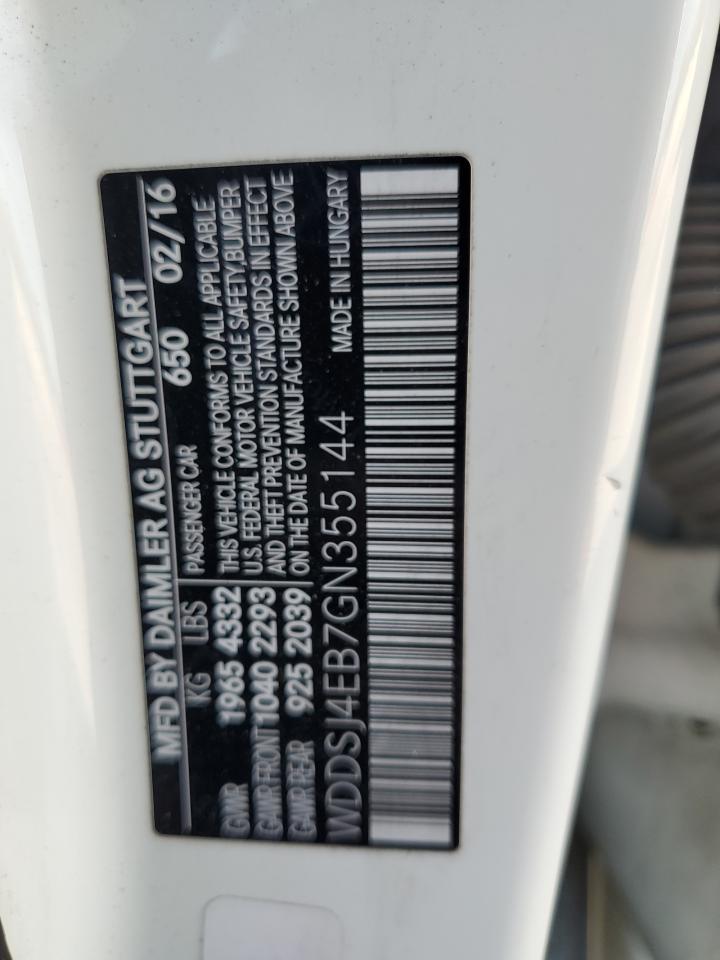 MFD BY DAIMLER AG STUTTGART
KG LBS PASSENGER CAR 650 02/16
GWR 1965 4332 THIS VEHICLE CONFORMS TO ALL APPLICABLE
GAWR FRONT 1040 2293 U.S. FEDERAL MOTOR VEHICLE SAFETY BUMPER
GAWR REAR 925 2039 AND THEFT PREVENTION STANDARDS IN EFFECT
ON THE DATE OF MANUFACTURE SHOWN ABOVE
WDDSJ4EB7GN355144 MADE IN HUNGARY